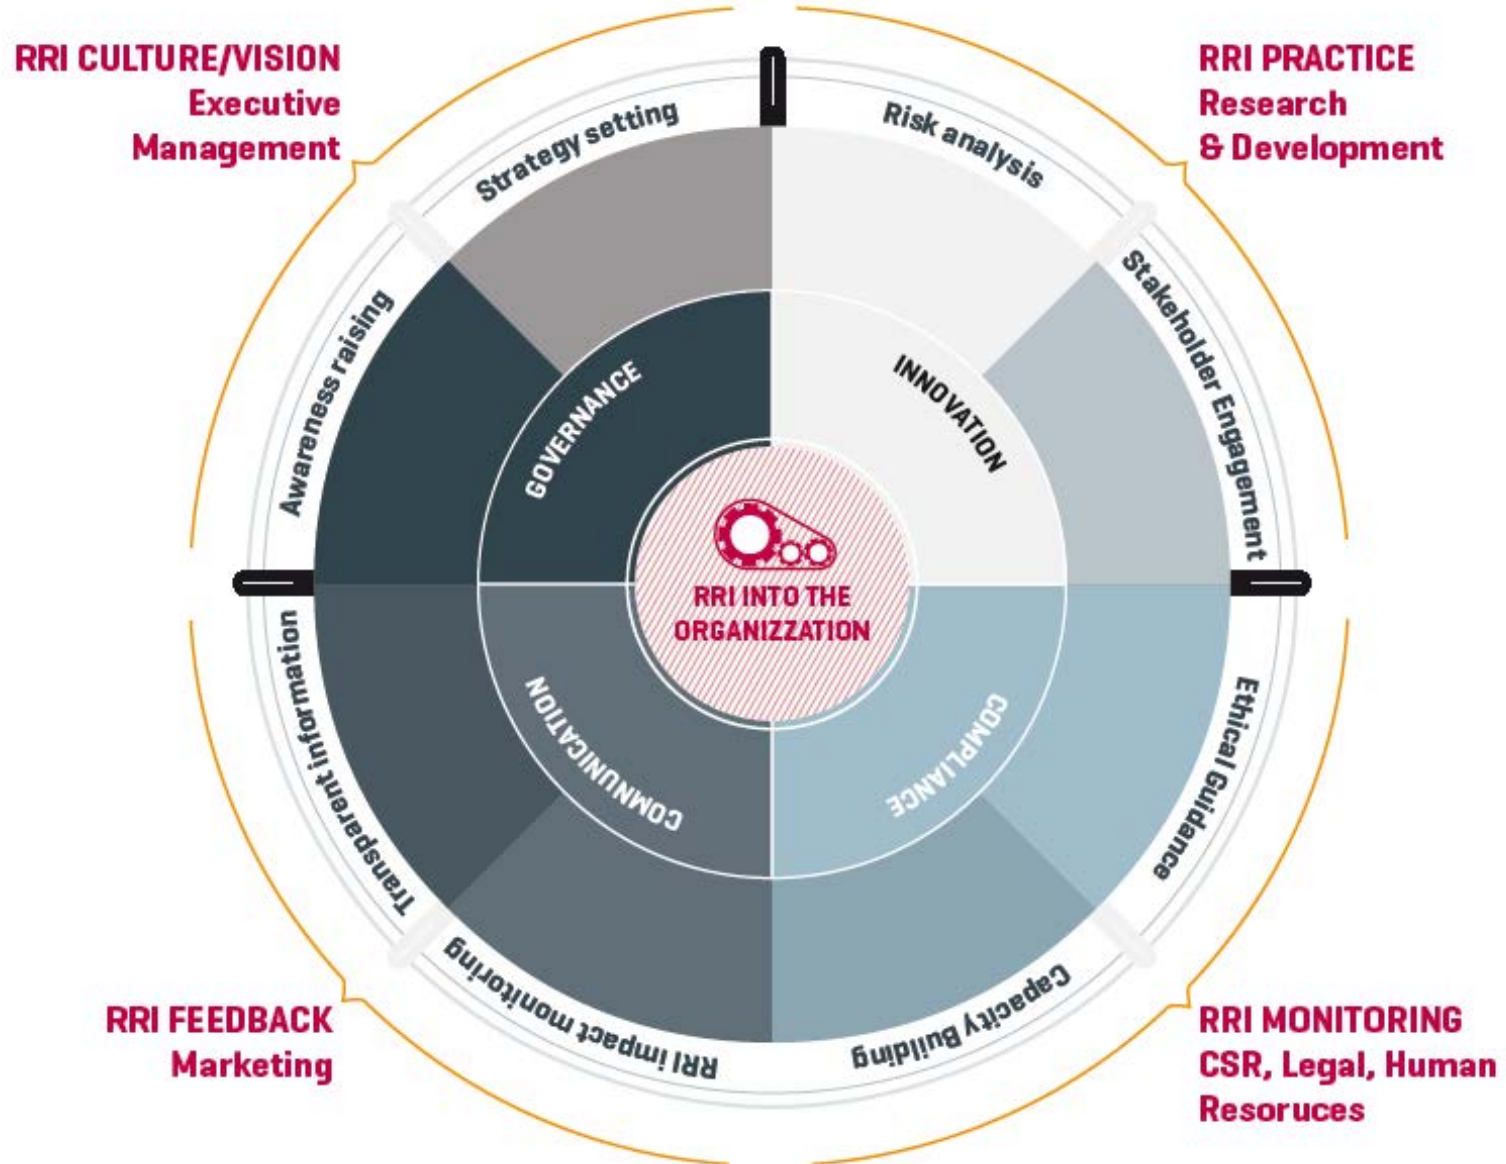 RRI CULTURE/VISION
Executive
Management
RRI PRACTICE
Research
& Development
Strategy setting
Risk analysis
Awareness raising
Stakeholder Engagement
GOVERNANCE
INNOVATION
RRI INTO THE
ORGANIZZATION
COMNUNICATION
COMPLIANCE
Transparent information
Ethical Guidance
RRI impact monitoring
Capacity Building
RRI FEEDBACK
Marketing
RRI MONITORING
CSR, Legal, Human
Resoruces